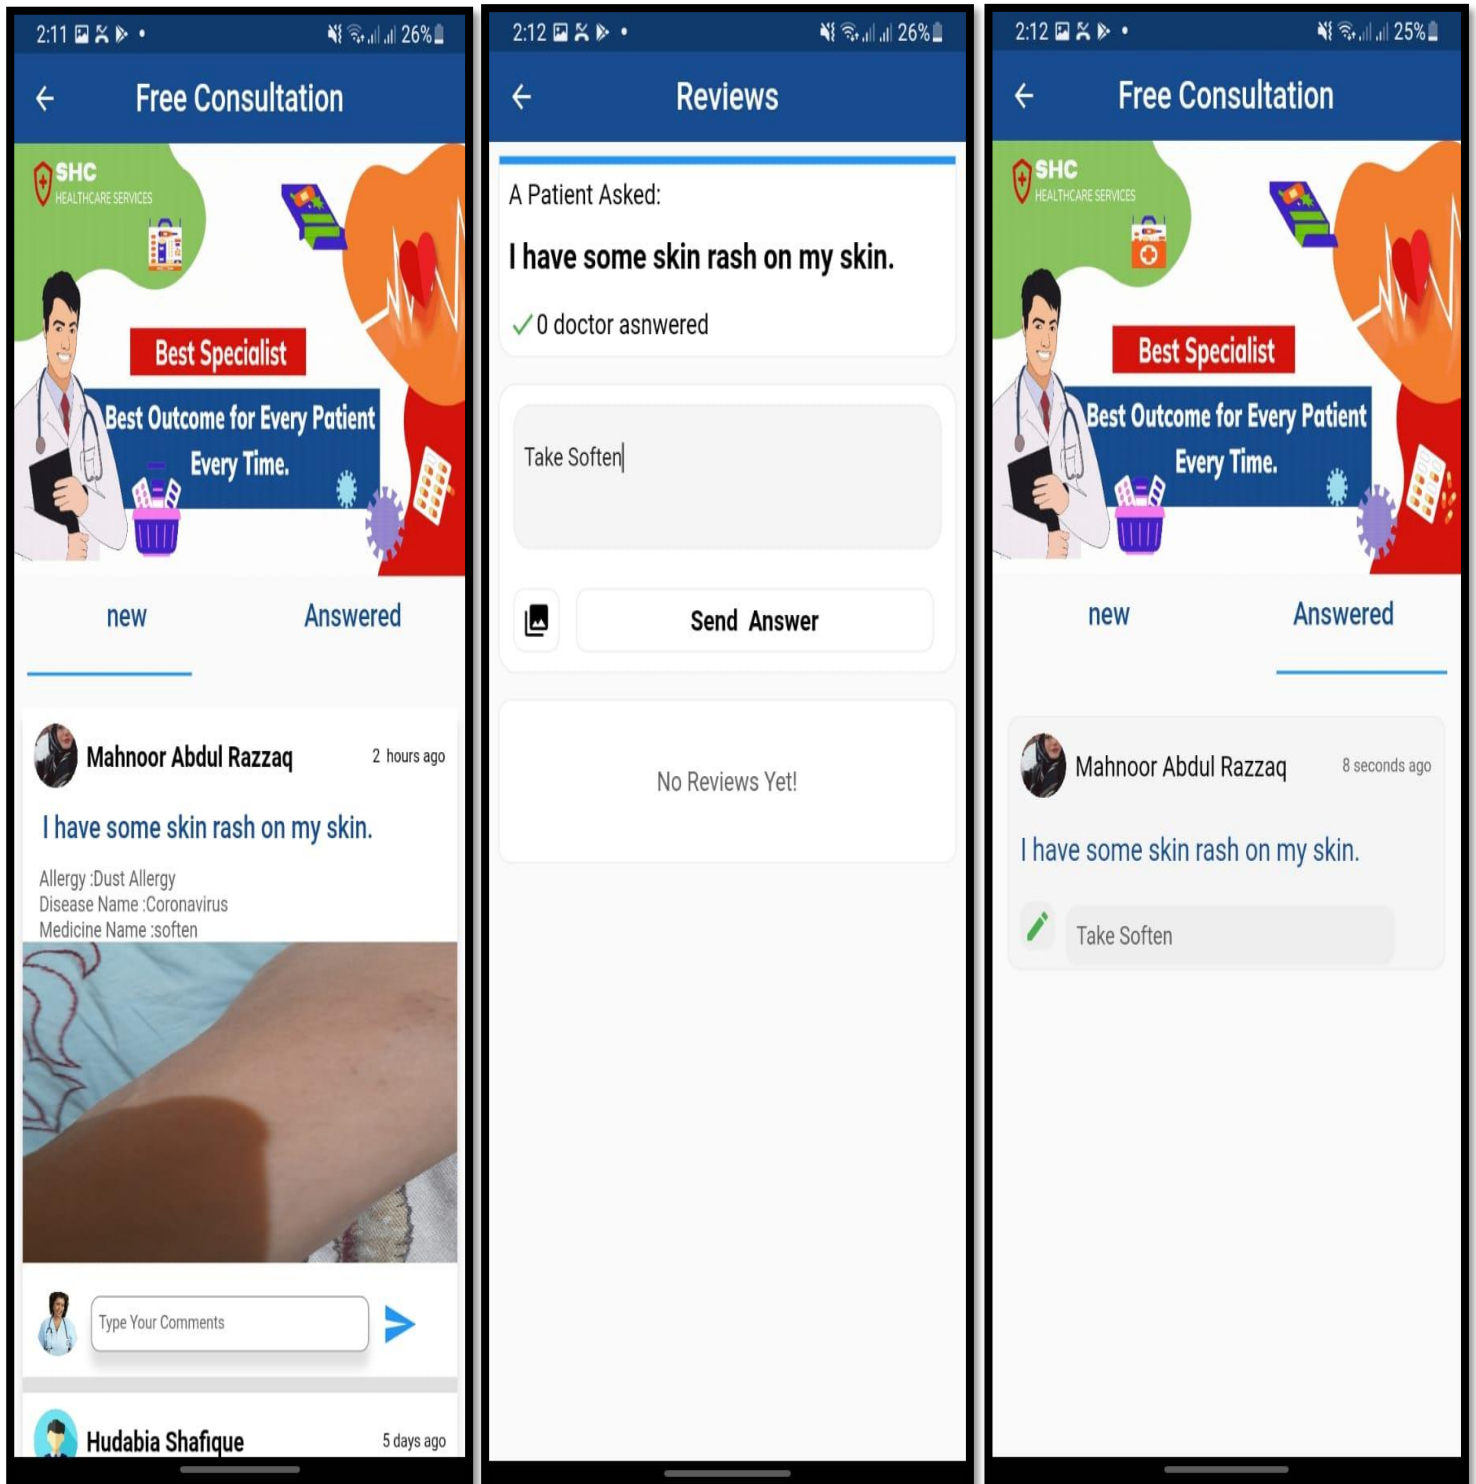 2:11
26%
Free Consultation
SHC
HEALTHCARE SERVICES
Best Specialist
Best Outcome for Every Patient
Every Time.
new
Answered
Mahnoor Abdul Razzaq
2 hours ago
I have some skin rash on my skin.
Allergy :Dust Allergy
Disease Name :Coronavirus
Medicine Name :soften
Type Your Comments
Hudabia Shafique
5 days ago
2:12
26%
Reviews
A Patient Asked:
I have some skin rash on my skin.
0 doctor asnwered
Take Soften
Send Answer
No Reviews Yet!
2:12
25%
Free Consultation
SHC
HEALTHCARE SERVICES
Best Specialist
Best Outcome for Every Patient
Every Time.
new
Answered
Mahnoor Abdul Razzaq
8 seconds ago
I have some skin rash on my skin.
Take Soften